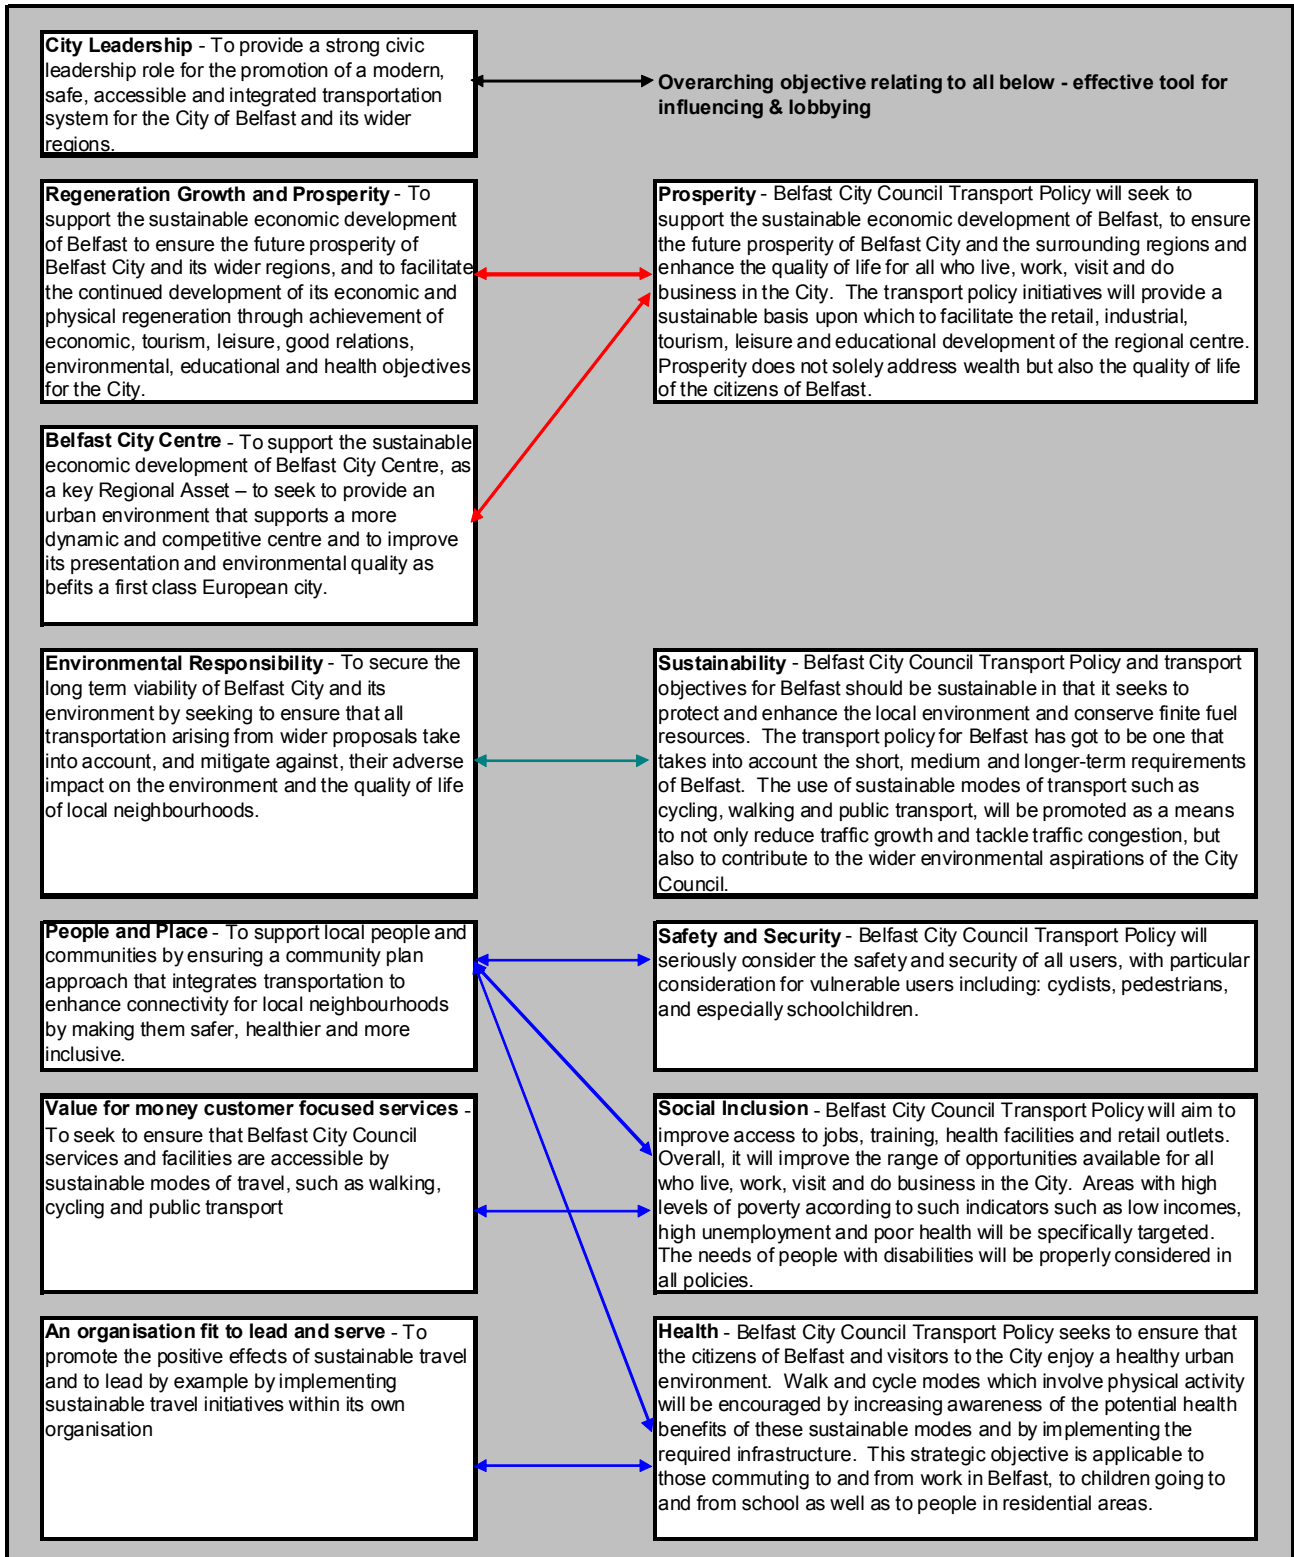 City Leadership - To provide a strong civic
leadership role for the promotion of a modern,
safe, accessible and integrated transportation
system for the City of Belfast and its wider
regions.
Overarching objective relating to all below - effective tool for
influencing & lobbying
Regeneration Growth and Prosperity - To
support the sustainable economic development
of Belfast to ensure the future prosperity of
Belfast City and its wider regions, and to facilitate
the continued development of its economic and
physical regeneration through achievement of
economic, tourism, leisure, good relations,
environmental, educational and health objectives
for the City.
Prosperity - Belfast City Council Transport Policy will seek to
support the sustainable economic development of Belfast, to ensure
the future prosperity of Belfast City and the surrounding regions and
enhance the quality of life for all who live, work, visit and do
business in the City. The transport policy initiatives will provide a
sustainable basis upon which to facilitate the retail, industrial,
tourism, leisure and educational development of the regional centre.
Prosperity does not solely address wealth but also the quality of life
of the citizens of Belfast.
Belfast City Centre - To support the sustainable
economic development of Belfast City Centre, as
a key Regional Asset – to seek to provide an
urban environment that supports a more
dynamic and competitive centre and to improve
its presentation and environmental quality as
befits a first class European city.
Environmental Responsibility - To secure the
long term viability of Belfast City and its
environment by seeking to ensure that all
transportation arising from wider proposals take
into account, and mitigate against, their adverse
impact on the environment and the quality of life
of local neighbourhoods.
Sustainability - Belfast City Council Transport Policy and transport
objectives for Belfast should be sustainable in that it seeks to
protect and enhance the local environment and conserve finite fuel
resources. The transport policy for Belfast has got to be one that
takes into account the short, medium and longer-term requirements
of Belfast. The use of sustainable modes of transport such as
cycling, walking and public transport, will be promoted as a means
to not only reduce traffic growth and tackle traffic congestion, but
also to contribute to the wider environmental aspirations of the City
Council.
People and Place - To support local people and
communities by ensuring a community plan
approach that integrates transportation to
enhance connectivity for local neighbourhoods
by making them safer, healthier and more
inclusive.
Safety and Security - Belfast City Council Transport Policy will
seriously consider the safety and security of all users, with particular
consideration for vulnerable users including: cyclists, pedestrians,
and especially schoolchildren.
Value for money customer focused services -
To seek to ensure that Belfast City Council
services and facilities are accessible by
sustainable modes of travel, such as walking,
cycling and public transport
Social Inclusion - Belfast City Council Transport Policy will aim to
improve access to jobs, training, health facilities and retail outlets.
Overall, it will improve the range of opportunities available for all
who live, work, visit and do business in the City. Areas with high
levels of poverty according to such indicators such as low incomes,
high unemployment and poor health will be specifically targeted.
The needs of people with disabilities will be properly considered in
all policies.
An organisation fit to lead and serve - To
promote the positive effects of sustainable travel
and to lead by example by implementing
sustainable travel initiatives within its own
organisation
Health - Belfast City Council Transport Policy seeks to ensure that
the citizens of Belfast and visitors to the City enjoy a healthy urban
environment. Walk and cycle modes which involve physical activity
will be encouraged by increasing awareness of the potential health
benefits of these sustainable modes and by implementing the
required infrastructure. This strategic objective is applicable to
those commuting to and from work in Belfast, to children going to
and from school as well as to people in residential areas.